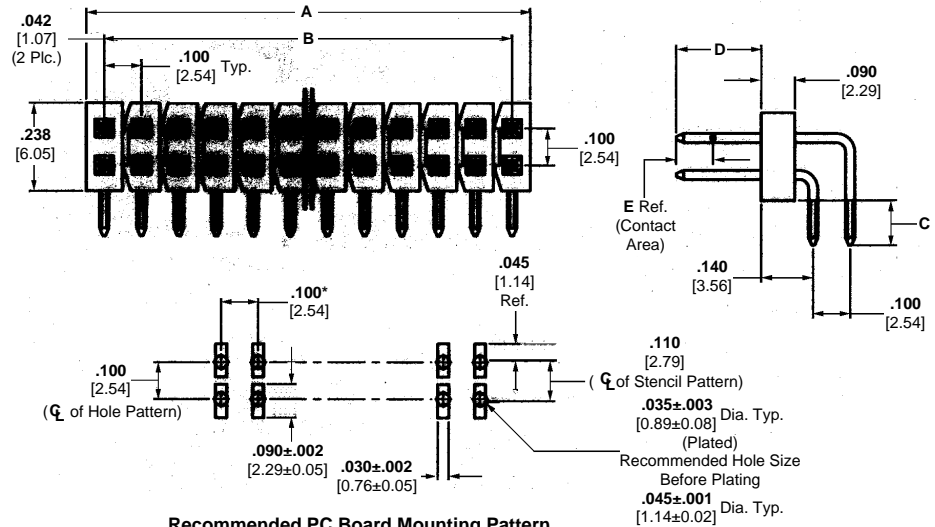 A
.042
[1.07]
(2 Plc.)
B
.100
[2.54] Typ.
.238
[6.05]
.100
[2.54]
D
.090
[2.29]
E Ref.
(Contact
Area)
C
.140
[3.56]
.100
[2.54]
.045
[1.14]
Ref.
.100*
[2.54]
.100
[2.54]
(℄ of Hole Pattern)
.110
[2.79]
(℄ of Stencil Pattern)
.090±.002
[2.29±0.05]
.030±.002
[0.76±0.05]
.035±.003
[0.89±0.08] Dia. Typ.
(Plated)
Recommended Hole Size
Before Plating
.045±.001
[1.14±0.02] Dia. Typ.
Recommended PC Board Mounting Pattern